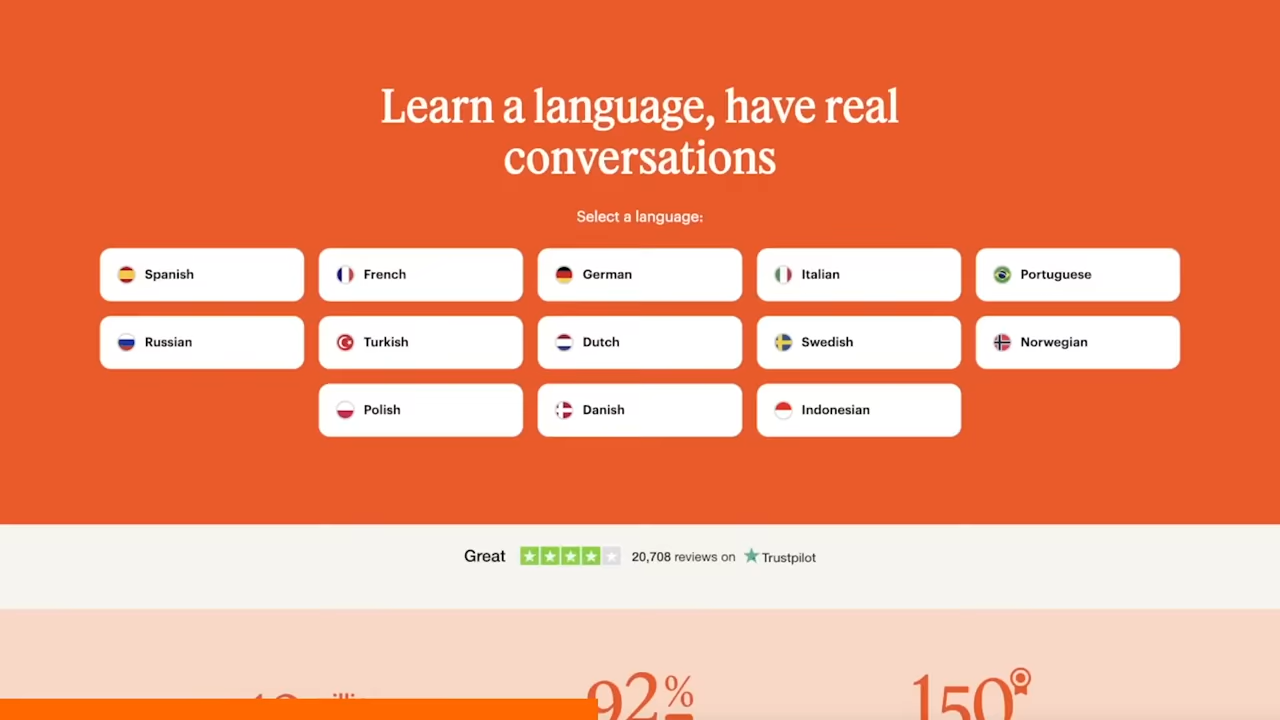 Learn a language, have real
conversations
Select a language:
Spanish
French
German
Italian
Portuguese
Russian
Turkish
Dutch
Swedish
Norwegian
Polish
Danish
Indonesian
Great
20,708 reviews on
Trustpilot
92%
150